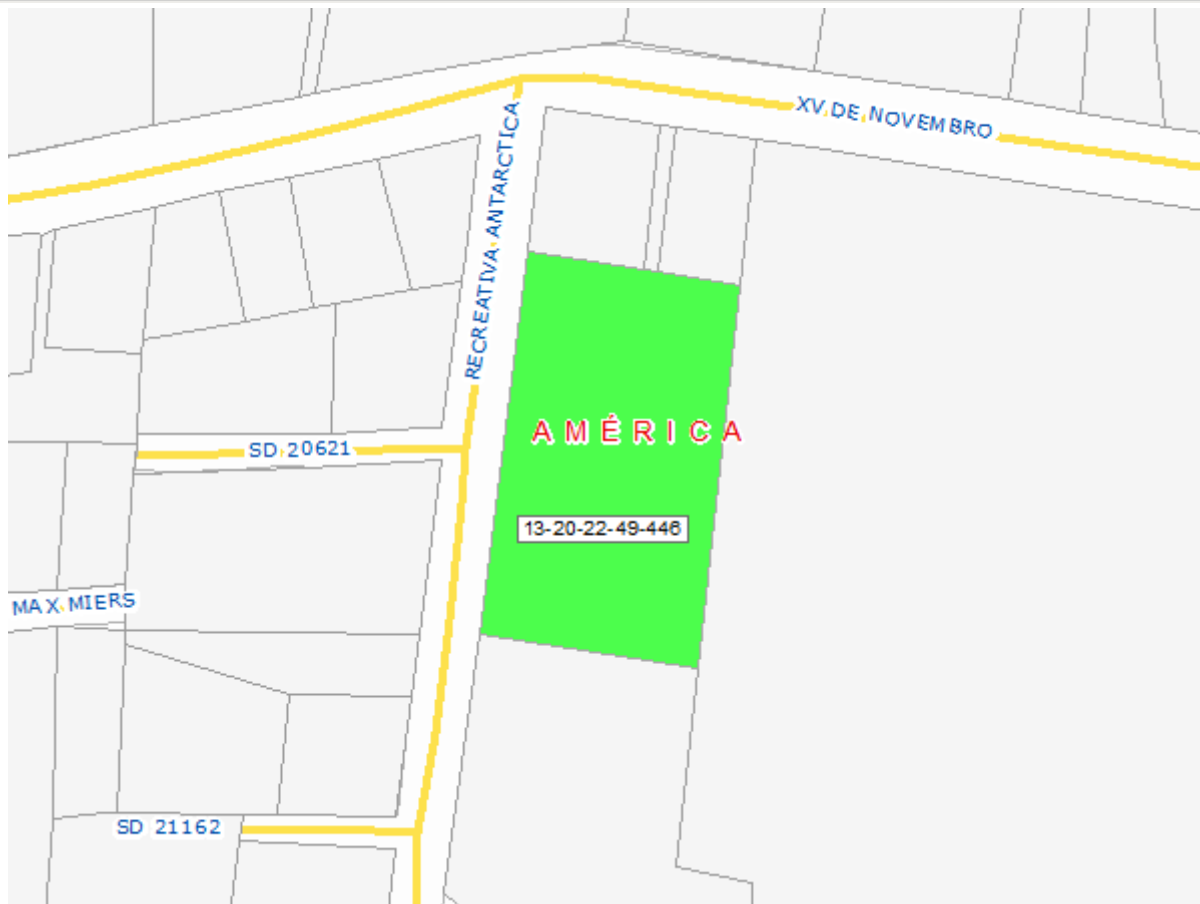 XV DE NOVEMBRO
RECREATIVA ANTARCTICA
AMÉRICA
SD 20621
13-20-22-49-446
MAX MIERS
SD 21162